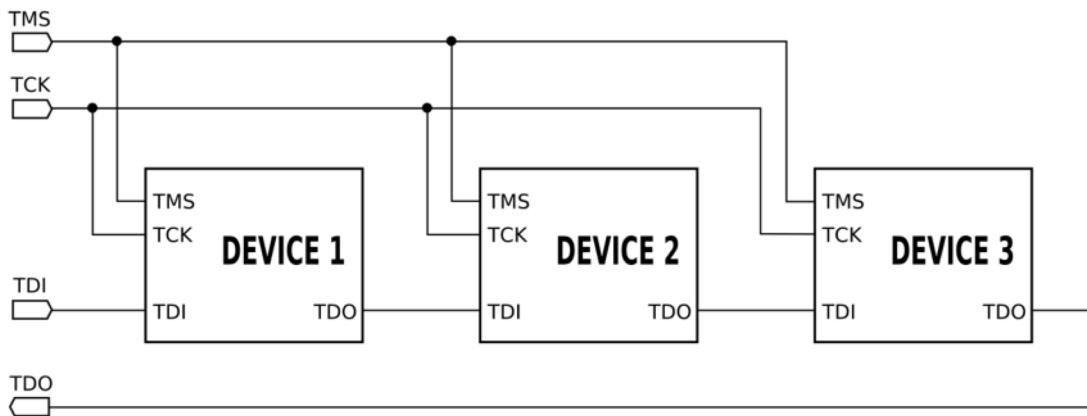 TMS
TCK
TMS
TCK
DEVICE 1
TDI
TDO
TMS
TCK
DEVICE 2
TDI
TDO
TMS
TCK
DEVICE 3
TDI
TDO
TDI
TDO